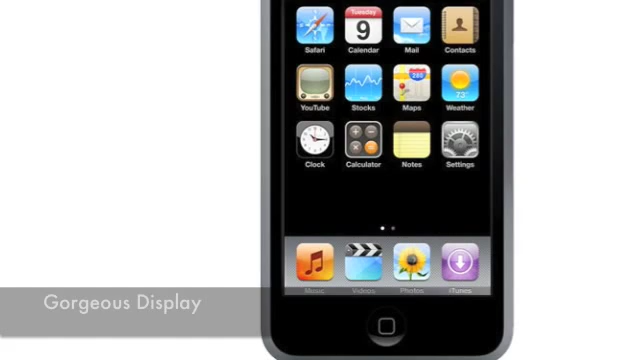 Tuesday
9
Safari Calendar Mail Contacts
280
73°
YouTube Stocks Maps Weather
Clock Calculator Notes Settings
Music Videos Photos iTunes
Gorgeous Display